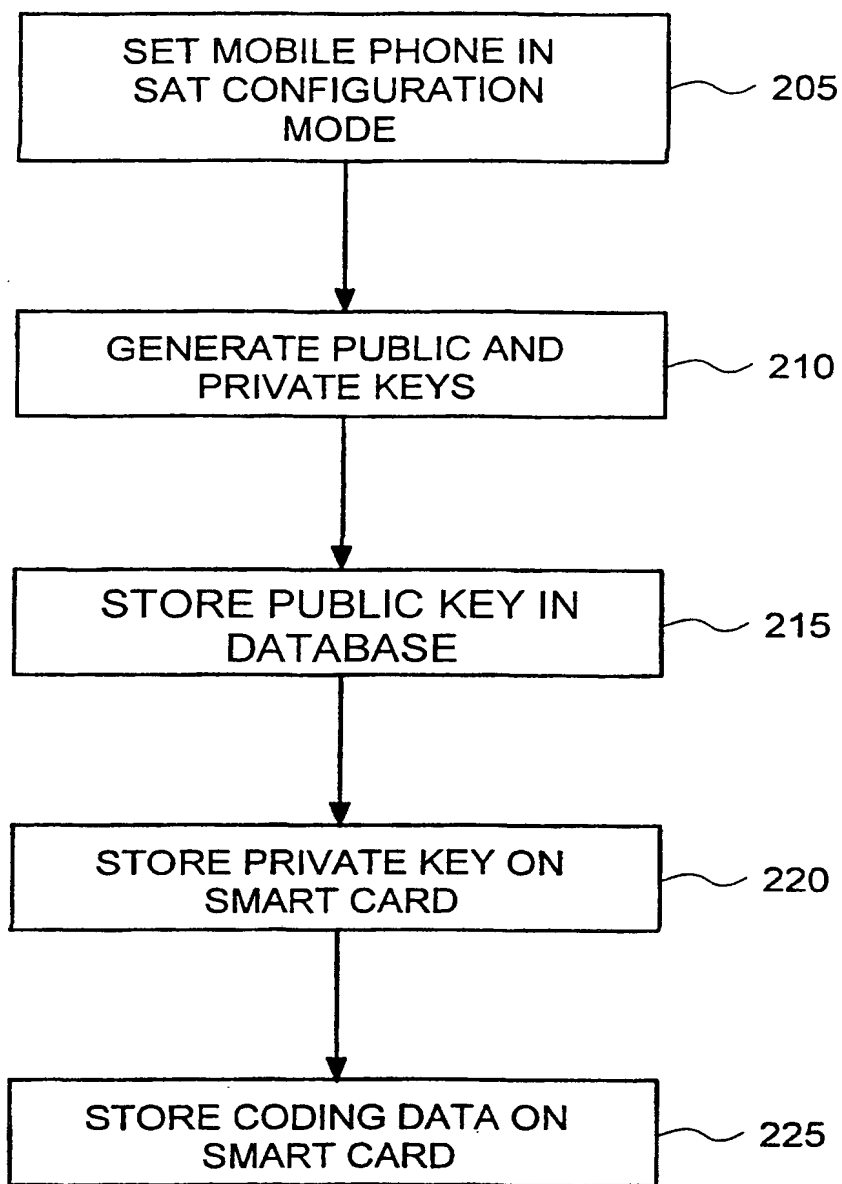 SET MOBILE PHONE IN
SAT CONFIGURATION
MODE
205
GENERATE PUBLIC AND
PRIVATE KEYS
210
STORE PUBLIC KEY IN
DATABASE
215
STORE PRIVATE KEY ON
SMART CARD
220
STORE CODING DATA ON
SMART CARD
225